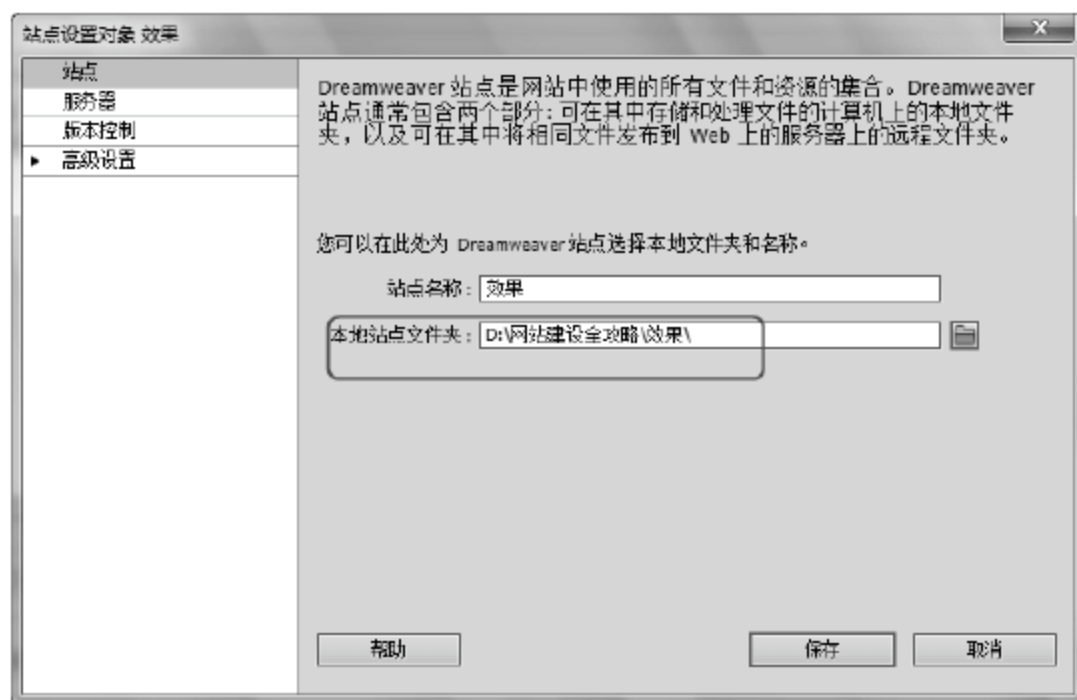 站点设置对象 效果
站点
服务器
版本控制
高级设置
Dreamweaver 站点是网站中使用的所有文件和资源的集合。Dreamweaver
站点通常包含两个部分:可在其中存储和处理文件的计算机上的本地文件
夹，以及可在其中将相同文件发布到 Web 上的服务器上的远程文件夹。
您可以在此处为 Dreamweaver 站点选择本地文件夹和名称。
站点名称: 效果
本地站点文件夹: D:\网站建设全攻略\效果\
帮助 保存 取消